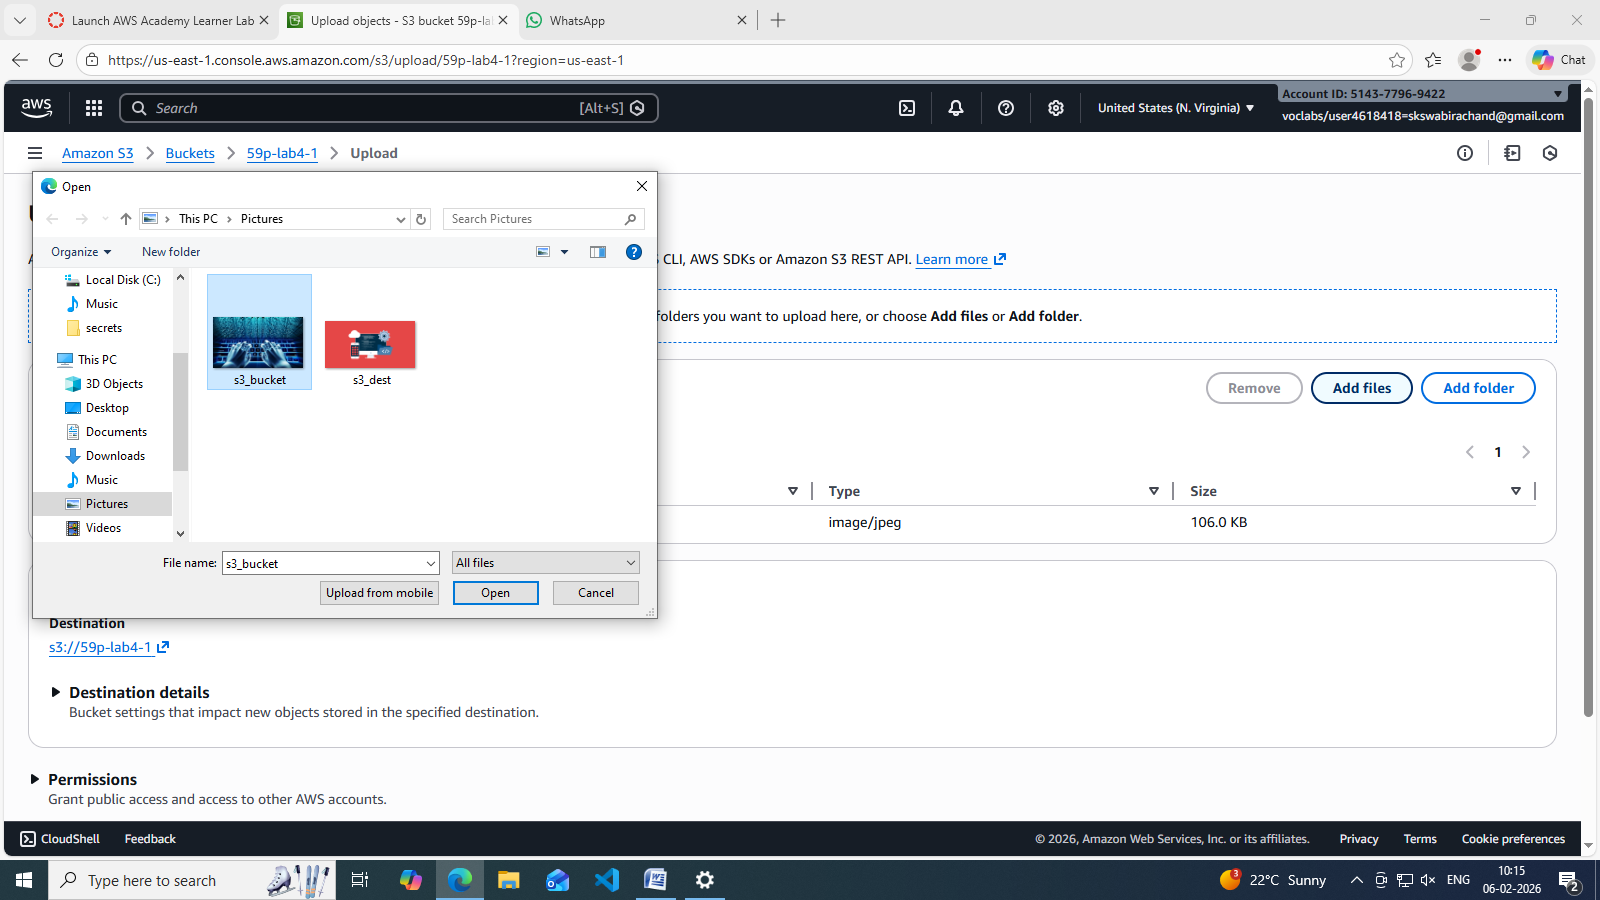 Launch AWS Academy Learner Lab
Upload objects - S3 bucket 59p-la
WhatsApp
https://us-east-1.console.aws.amazon.com/s3/upload/59p-lab4-1?region=us-east-1
Chat
aws
Search
[Alt+S]
United States (N. Virginia)
Account ID: 5143-7796-9422
voclabs/user4618418=skswabirachand@gmail.com
Amazon S3
Buckets
59p-lab4-1
Upload
Open
This PC
Pictures
Search Pictures
Organize
New folder
Local Disk (C:)
Music
secrets
This PC
3D Objects
Desktop
Documents
Downloads
Music
Pictures
Videos
s3_bucket
s3_dest
File name:
s3_bucket
All files
Upload from mobile
Open
Cancel
CLI, AWS SDKs or Amazon S3 REST API. Learn more
folders you want to upload here, or choose Add files or Add folder.
Remove
Add files
Add folder
1
Type
Size
image/jpeg
106.0 KB
Destination
s3://59p-lab4-1
Destination details
Bucket settings that impact new objects stored in the specified destination.
Permissions
Grant public access and access to other AWS accounts.
CloudShell
Feedback
© 2026, Amazon Web Services, Inc. or its affiliates.
Privacy
Terms
Cookie preferences
Type here to search
3
22°C Sunny
ENG
10:15
06-02-2026
2